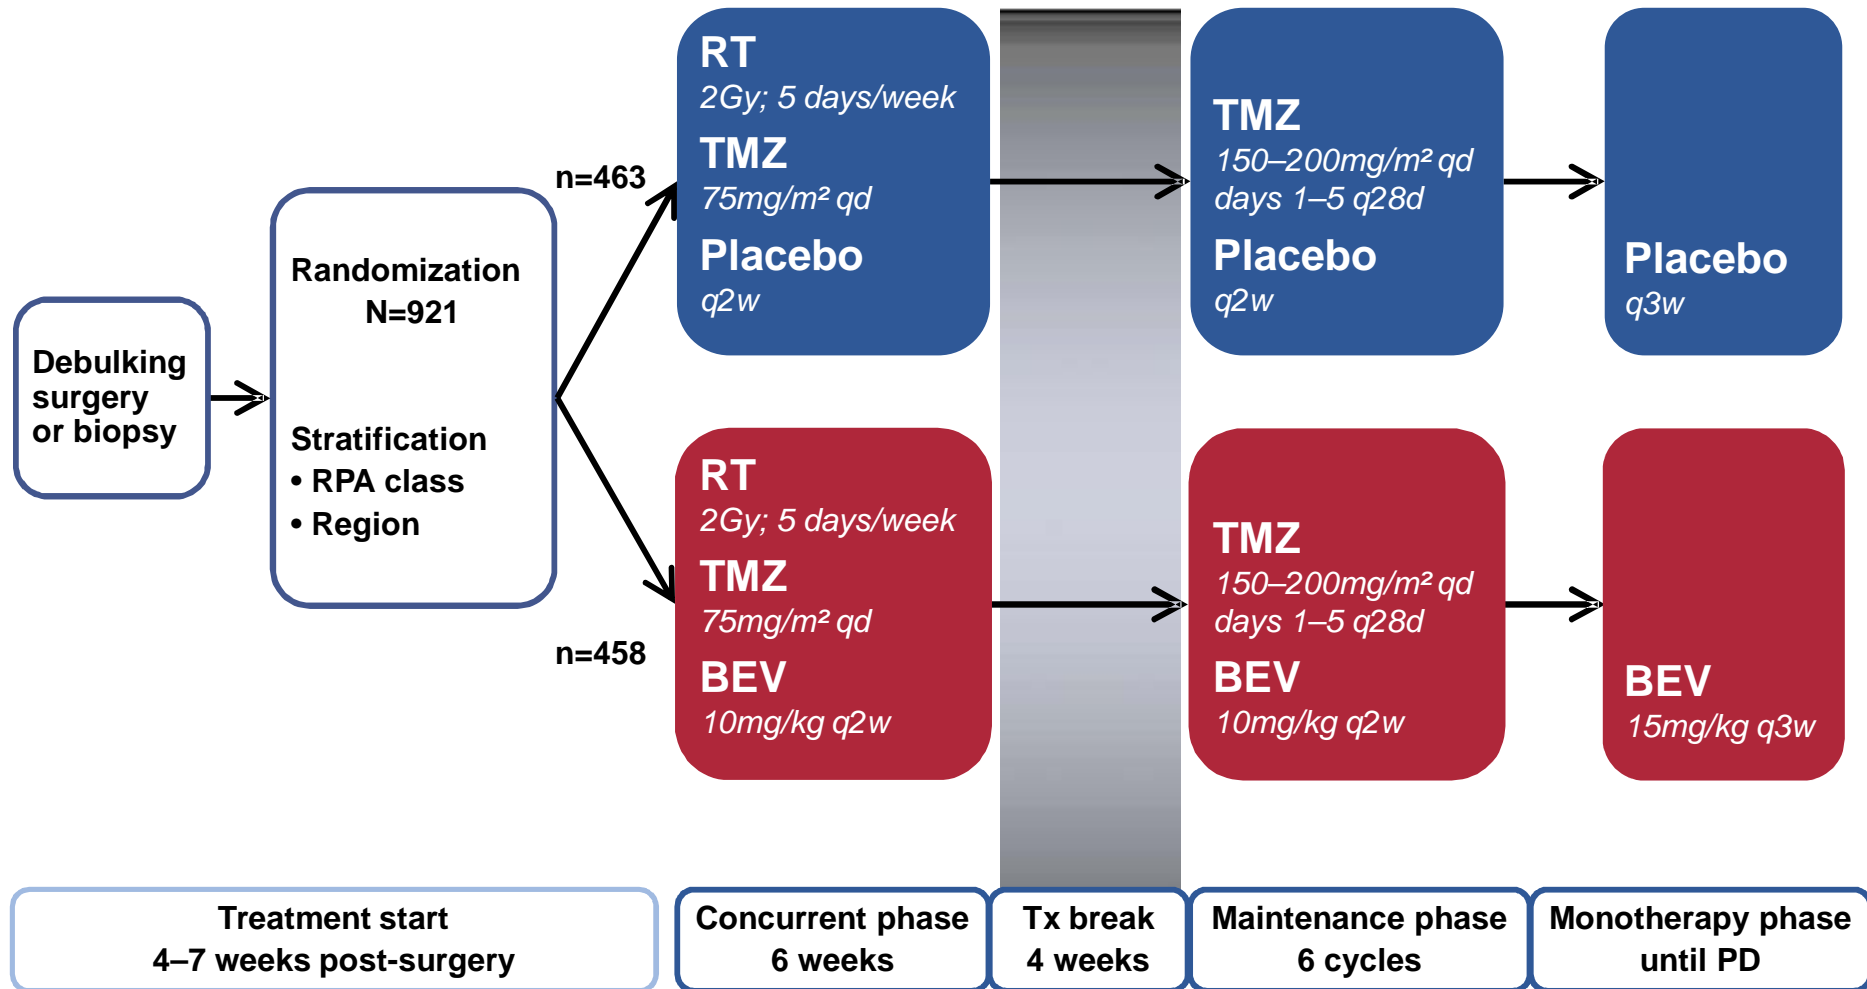 Debulking
surgery
or biopsy
Randomization
N=921
Stratification
• RPA class
• Region
n=463
RT
2Gy; 5 days/week
TMZ
75mg/m² qd
Placebo
q2w
TMZ
150–200mg/m² qd
days 1–5 q28d
Placebo
q2w
Placebo
q3w
n=458
RT
2Gy; 5 days/week
TMZ
75mg/m² qd
BEV
10mg/kg q2w
TMZ
150–200mg/m² qd
days 1–5 q28d
BEV
10mg/kg q2w
BEV
15mg/kg q3w
Treatment start
4–7 weeks post-surgery
Concurrent phase
6 weeks
Tx break
4 weeks
Maintenance phase
6 cycles
Monotherapy phase
until PD